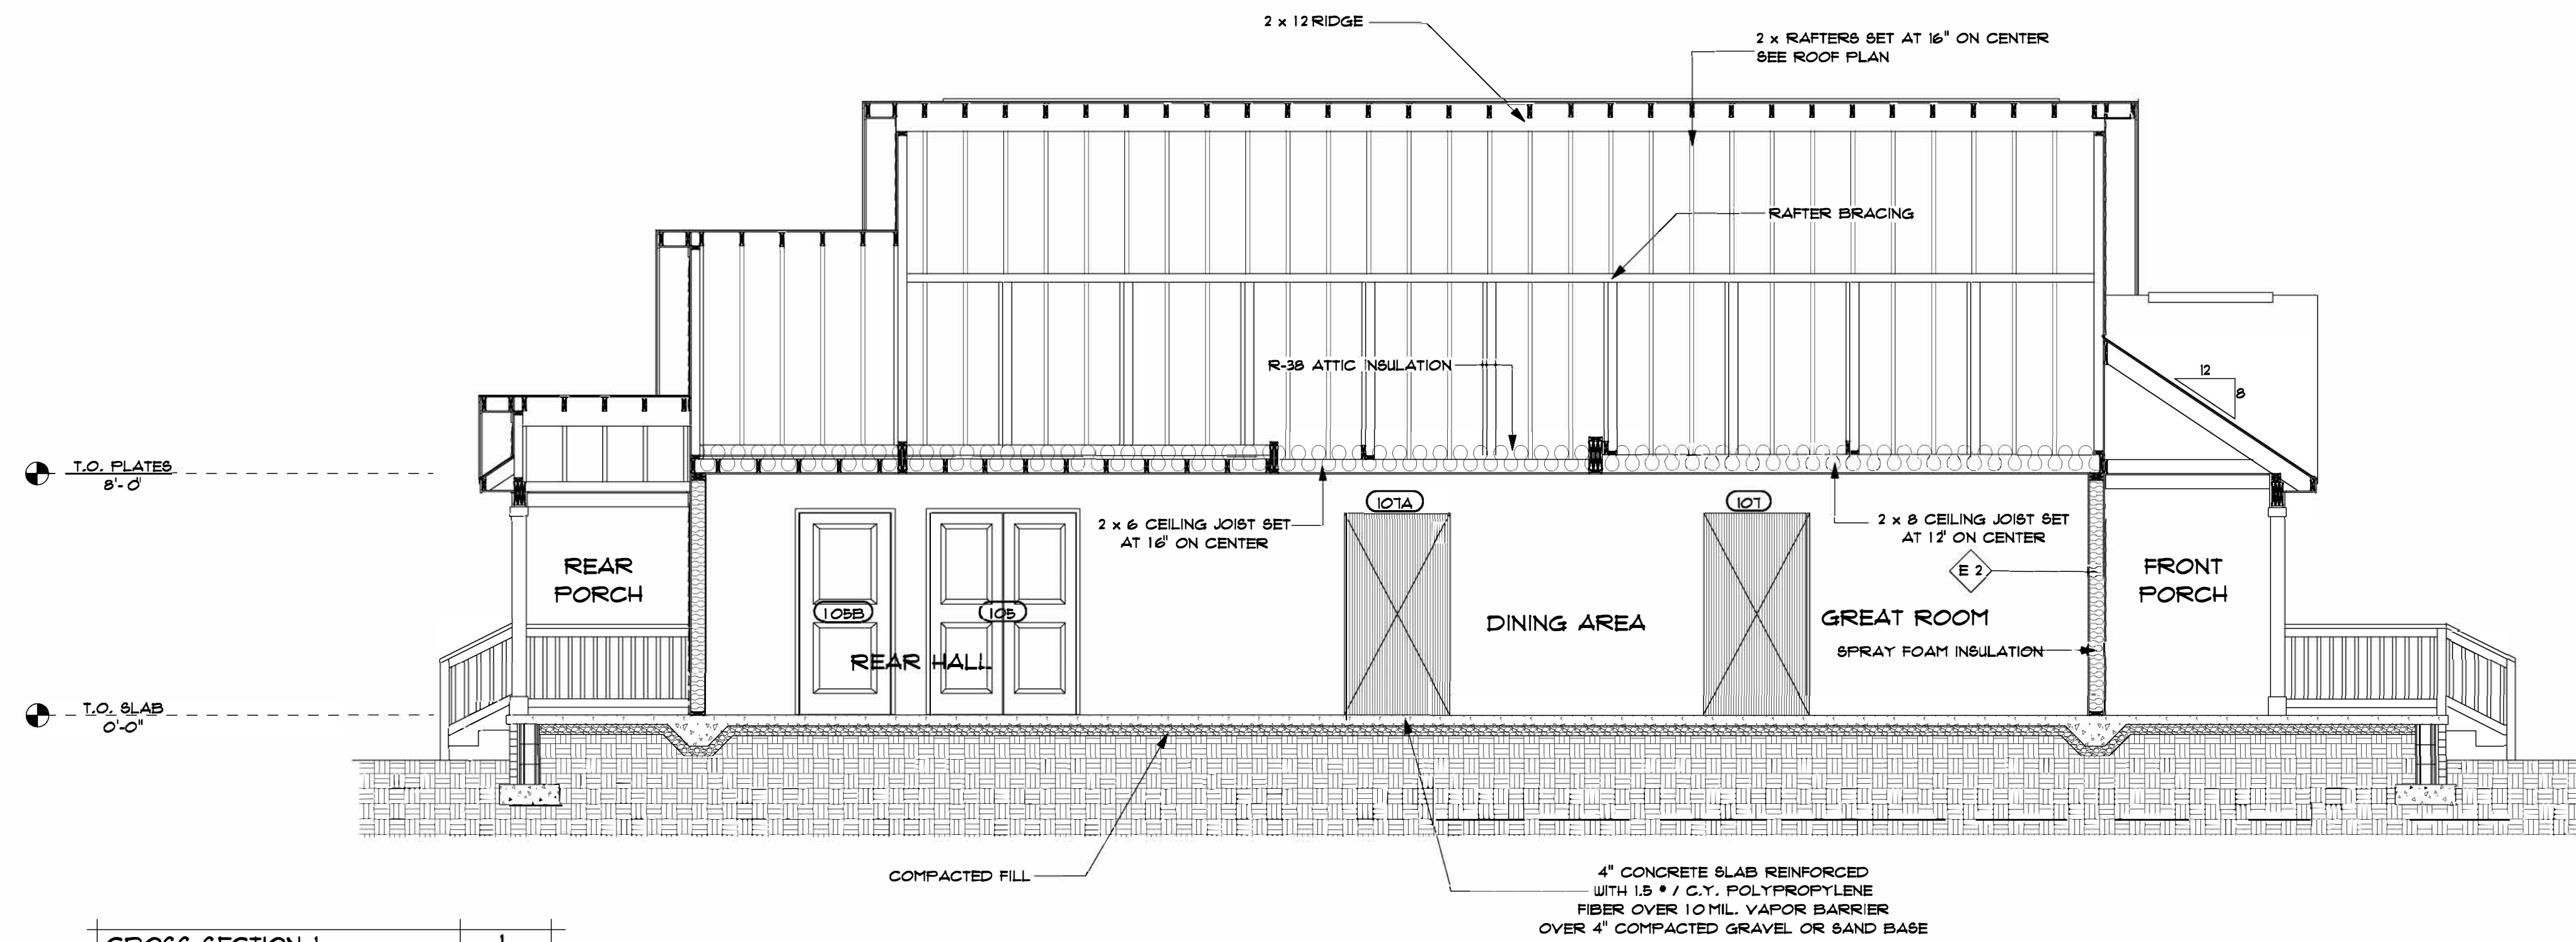 2 x 12 RIDGE
2 x RAFTERS SET AT 16" ON CENTER
SEE ROOF PLAN
RAFTER BRACING
R-38 ATTIC INSULATION
12
8
T.O. PLATES
8'-0"
107A
107
2 x 6 CEILING JOIST SET
AT 16" ON CENTER
2 x 8 CEILING JOIST SET
AT 12" ON CENTER
E 2
REAR
PORCH
FRONT
PORCH
105B
105
DINING AREA
GREAT ROOM
REAR HALL
SPRAY FOAM INSULATION
T.O. SLAB
0'-0"
COMPACTED FILL
4" CONCRETE SLAB REINFORCED
WITH 1.5 # / C.Y. POLYPROPYLENE
FIBER OVER 10 MIL. VAPOR BARRIER
OVER 4" COMPACTED GRAVEL OR SAND BASE
CROSS SECTION 1
1